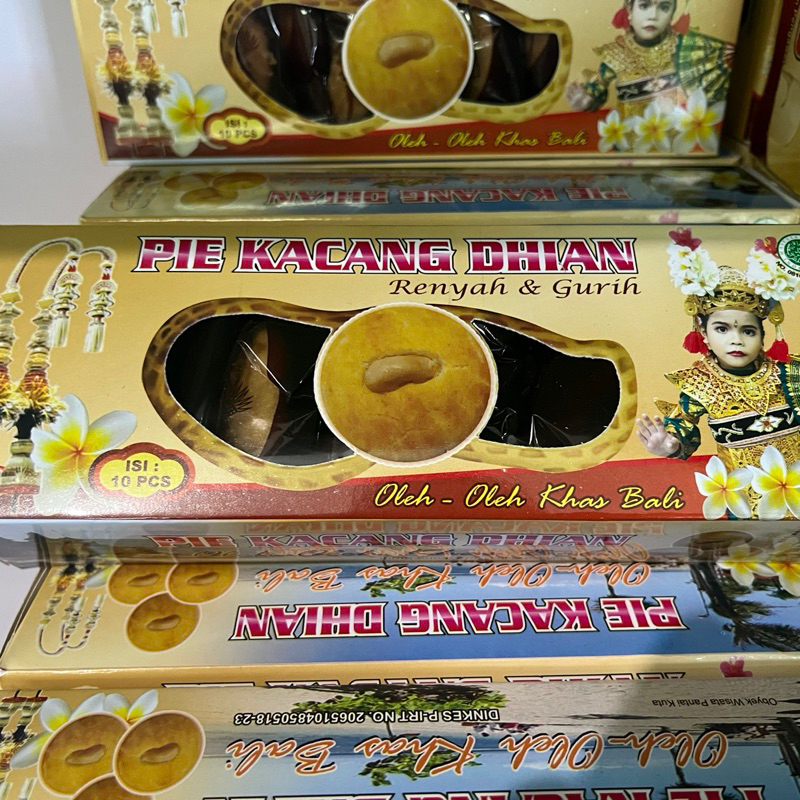 ISI :
10 PCS
Oleh - Oleh Khas Bali
PIE KACANG DHIAN
PIE KACANG DHIAN
Renyah & Gurih
ISI :
10 PCS
Oleh - Oleh Khas Bali
PIE KACANG DHIAN
Oleh-Oleh Khas Bali
PIE KACANG DHIAN
Obyek Wisata Pantai Kuta
DINKES P-IRT NO. 2065104850518-23
Oleh-Oleh Khas Bali